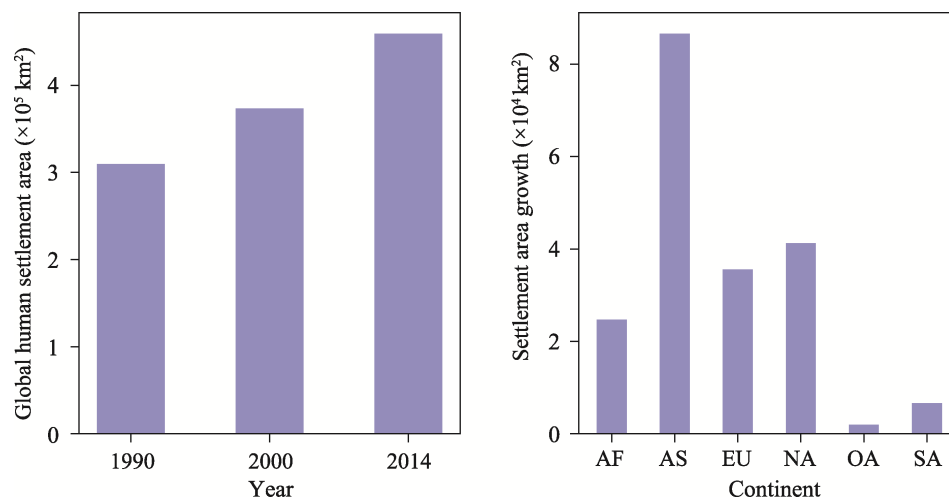 Global human settlement area (×10⁵ km²)
4
3
2
1
0
1990 2000 2014
Year
Settlement area growth (×10⁴ km²)
8
6
4
2
0
AF AS EU NA OA SA
Continent